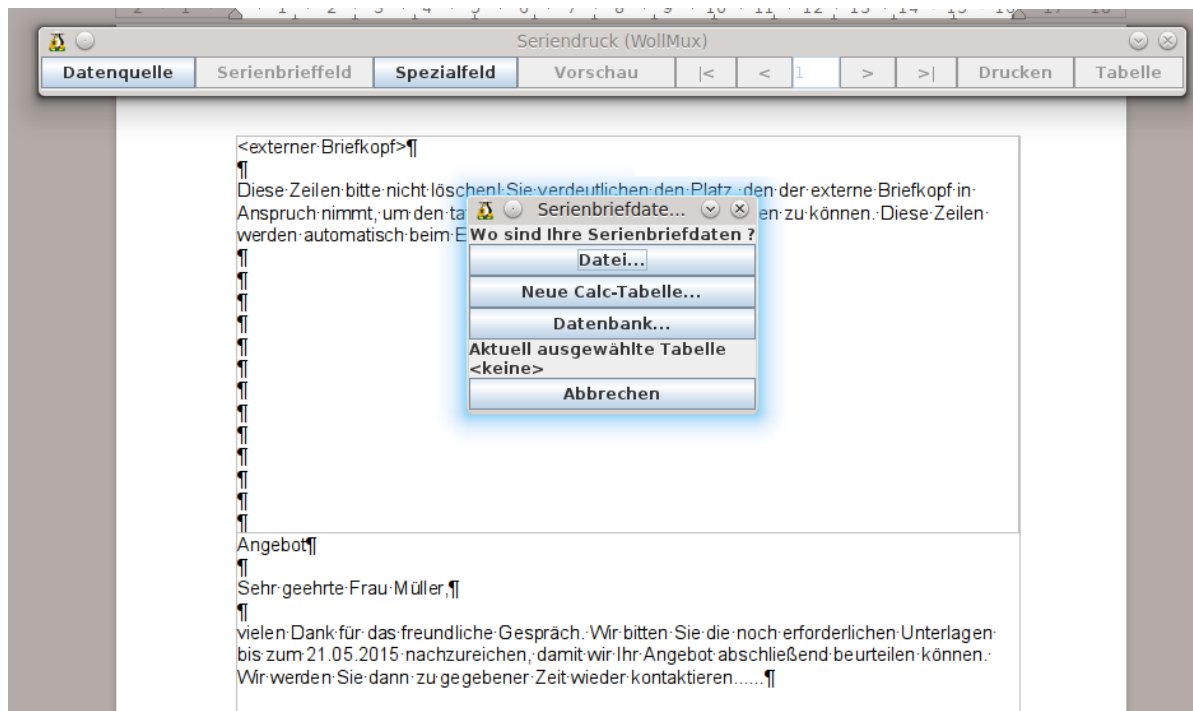 Seriendruck (WollMux)
Datenquelle Serienbrieffeld Spezialfeld Vorschau |< < 1 > >| Drucken Tabelle
<externer·Briefkopf>¶
¶
Diese·Zeilen·bitte·nicht·löschen!·Sie·verdeutlichen·den·Platz,·den·der·externe·Briefkopf·in·
Anspruch·nimmt,·um·den·
en·zu·können.·Diese·Zeilen·
werden·automatisch·beim·
Serienbriefdate...
Wo sind Ihre Serienbriefdaten ?
Datei...
Neue Calc-Tabelle...
Datenbank...
Aktuell ausgewählte Tabelle
<keine>
Abbrechen
¶
¶
¶
¶
¶
¶
¶
¶
¶
¶
¶
¶
¶
Angebot¶
¶
Sehr·geehrte·Frau·Müller,¶
¶
vielen·Dank·für·das·freundliche·Gespräch.·Wir·bitten·Sie·die·noch·erforderlichen·Unterlagen·
bis·zum·21.05.2015·nachzureichen,·damit·wir·Ihr·Angebot·abschließend·beurteilen·können.·
Wir·werden·Sie·dann·zu·gegebener·Zeit·wieder·kontaktieren......¶